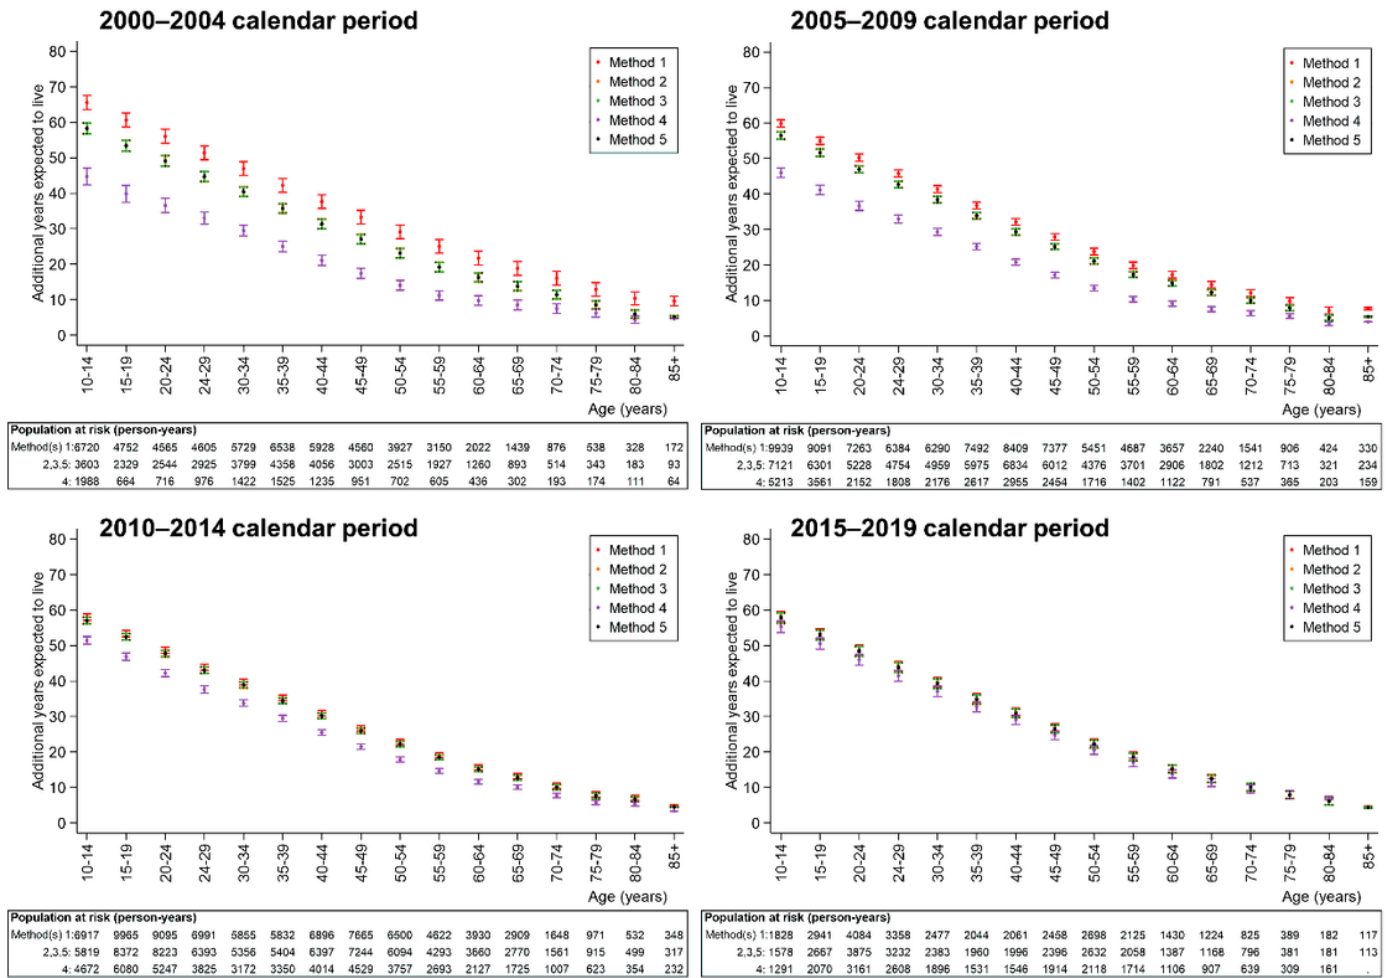 2000–2004 calendar period
Additional years expected to live
80
70
60
50
40
30
20
10
0
Method 1
Method 2
Method 3
Method 4
Method 5
10-14 15-19 20-24 24-29 30-34 35-39 40-44 45-49 50-54 55-59 60-64 65-69 70-74 75-79 80-84 85+
Age (years)
Population at risk (person-years)
Method(s) 1:6720 4752 4565 4605 5729 6538 5928 4560 3927 3150 2022 1439 876 538 328 172
2,3,5: 3603 2329 2544 2925 3799 4358 4056 3003 2515 1927 1260 893 514 343 183 93
4: 1988 664 716 976 1422 1525 1235 951 702 605 436 302 193 174 111 64
2005–2009 calendar period
Additional years expected to live
80
70
60
50
40
30
20
10
0
Method 1
Method 2
Method 3
Method 4
Method 5
10-14 15-19 20-24 24-29 30-34 35-39 40-44 45-49 50-54 55-59 60-64 65-69 70-74 75-79 80-84 85+
Age (years)
Population at risk (person-years)
Method(s) 1:9939 9091 7263 6384 6290 7492 8409 7377 5451 4687 3657 2240 1541 906 424 330
2,3,5: 7121 6301 5228 4754 4959 5975 6834 6012 4376 3701 2906 1802 1212 713 321 234
4: 5213 3561 2152 1808 2176 2617 2955 2454 1716 1402 1122 791 537 365 203 159
2010–2014 calendar period
Additional years expected to live
80
70
60
50
40
30
20
10
0
Method 1
Method 2
Method 3
Method 4
Method 5
10-14 15-19 20-24 24-29 30-34 35-39 40-44 45-49 50-54 55-59 60-64 65-69 70-74 75-79 80-84 85+
Age (years)
Population at risk (person-years)
Method(s) 1:6917 9965 9095 6991 5855 5832 6896 7665 6500 4622 3930 2909 1648 971 532 348
2,3,5: 5819 8372 8223 6393 5356 5404 6397 7244 6094 4293 3660 2770 1561 915 499 317
4: 4672 6080 5247 3825 3172 3350 4014 4529 3757 2693 2127 1725 1007 623 354 232
2015–2019 calendar period
Additional years expected to live
80
70
60
50
40
30
20
10
0
Method 1
Method 2
Method 3
Method 4
Method 5
10-14 15-19 20-24 24-29 30-34 35-39 40-44 45-49 50-54 55-59 60-64 65-69 70-74 75-79 80-84 85+
Age (years)
Population at risk (person-years)
Method(s) 1:1828 2941 4084 3358 2477 2044 2061 2458 2698 2125 1430 1224 825 389 182 117
2,3,5: 1578 2667 3875 3232 2383 1960 1996 2396 2632 2058 1387 1168 796 381 181 113
4: 1291 2070 3161 2608 1896 1531 1546 1914 2118 1714 1106 907 639 309 161 .